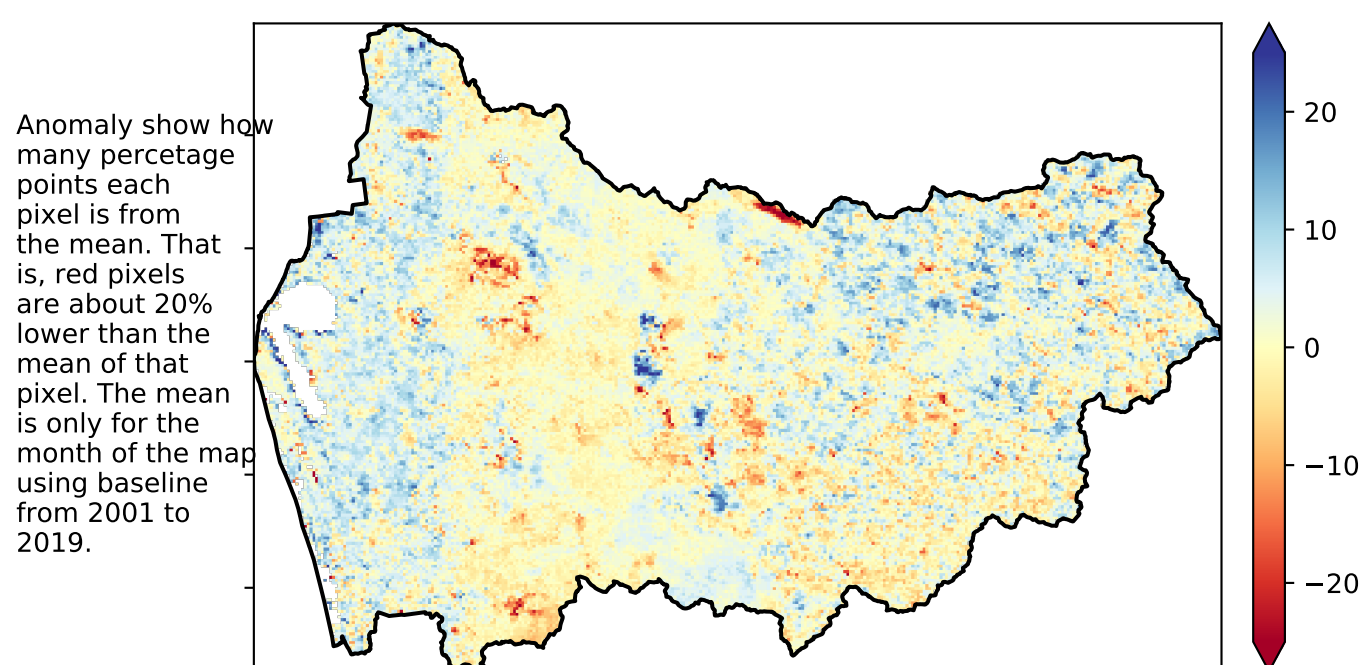 Anomaly show how
many percetage
points each
pixel is from
the mean. That
is, red pixels
are about 20%
lower than the
mean of that
pixel. The mean
is only for the
month of the map
using baseline
from 2001 to
2019.
20
10
0
−10
−20